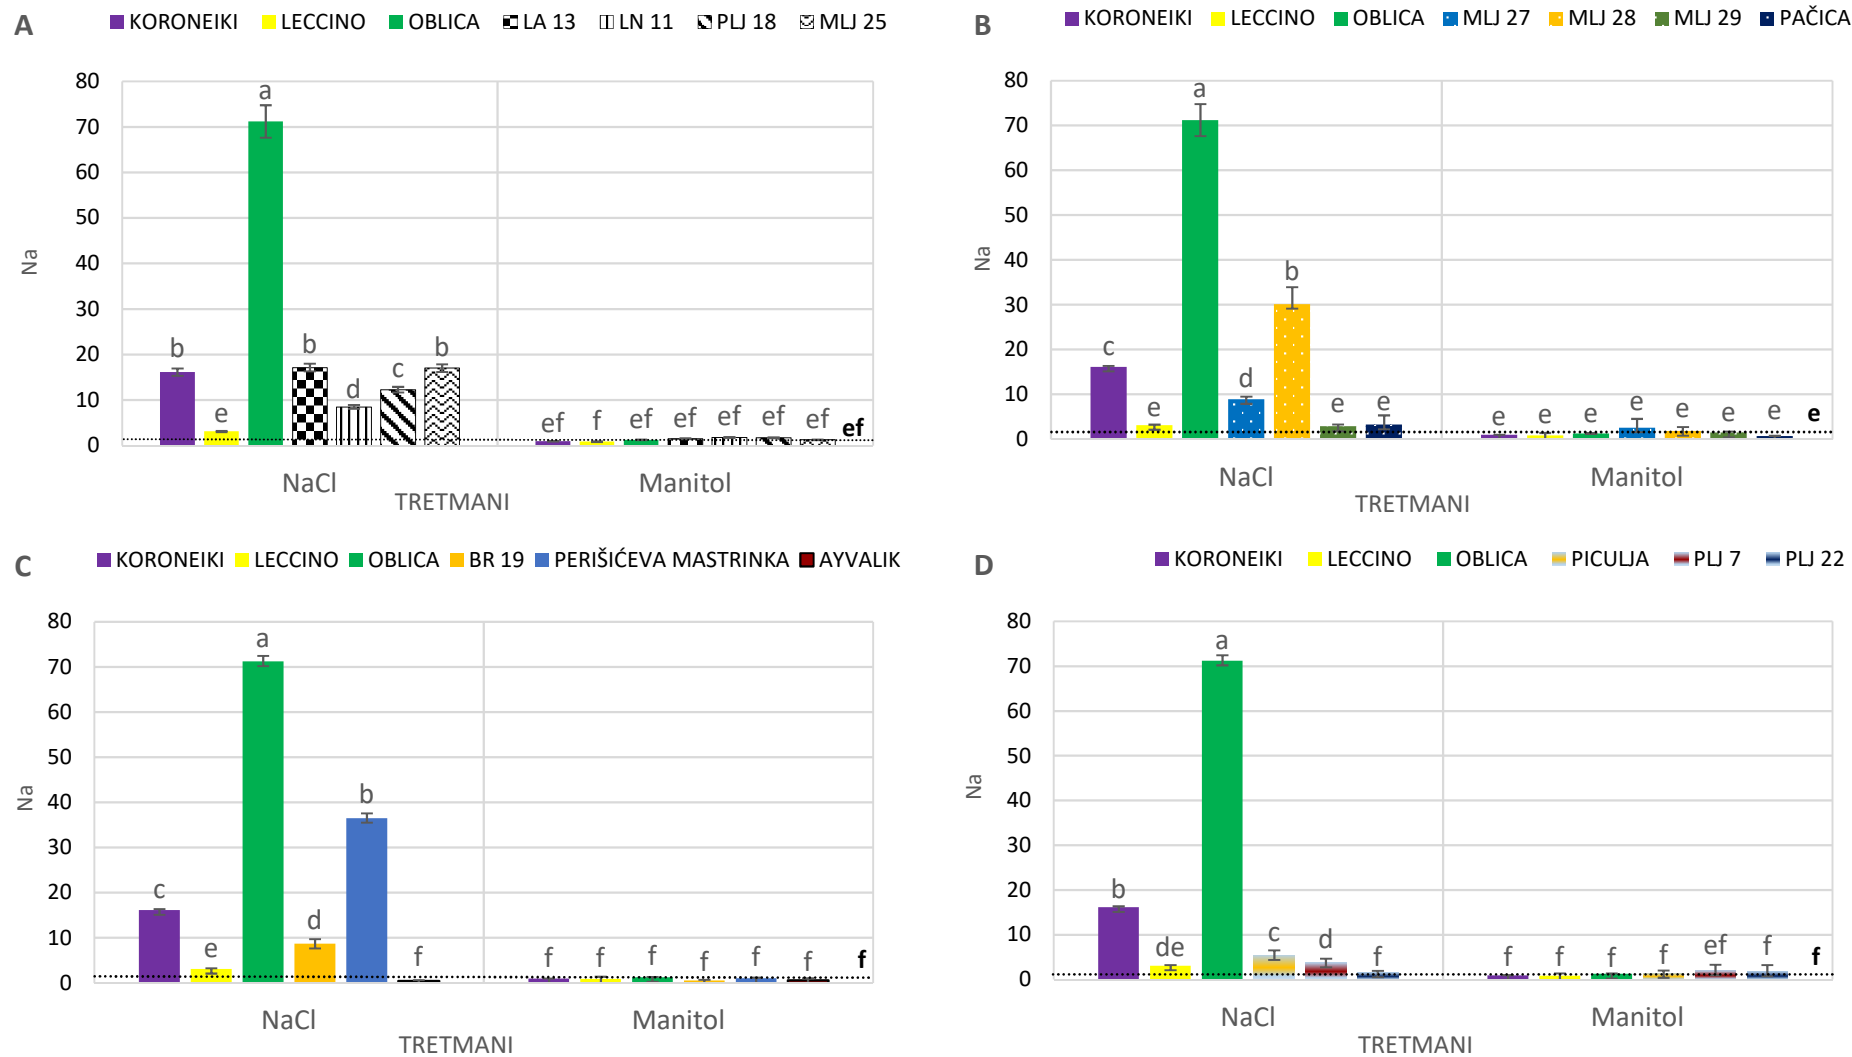 A
KORONEIKI LECCINO OBLICA LA 13 LN 11 PLJ 18 MLJ 25
80
70
60
50
40
30
20
10
0
Na
b e a b d c b
ef f ef ef ef ef ef ef
NaCl Manitol
TRETMANI
B
KORONEIKI LECCINO OBLICA MLJ 27 MLJ 28 MLJ 29 PAČICA
80
70
60
50
40
30
20
10
0
Na
c e a d b e e
e e e e e e e e
NaCl Manitol
TRETMANI
C
KORONEIKI LECCINO OBLICA BR 19 PERIŠIĆEVA MASTRINKA AYVALIK
80
70
60
50
40
30
20
10
0
Na
c e a d b f
f f f f f f f
NaCl Manitol
TRETMANI
D
KORONEIKI LECCINO OBLICA PICULJA PLJ 7 PLJ 22
80
70
60
50
40
30
20
10
0
Na
b de a c d f
f f f f ef f f
NaCl Manitol
TRETMANI